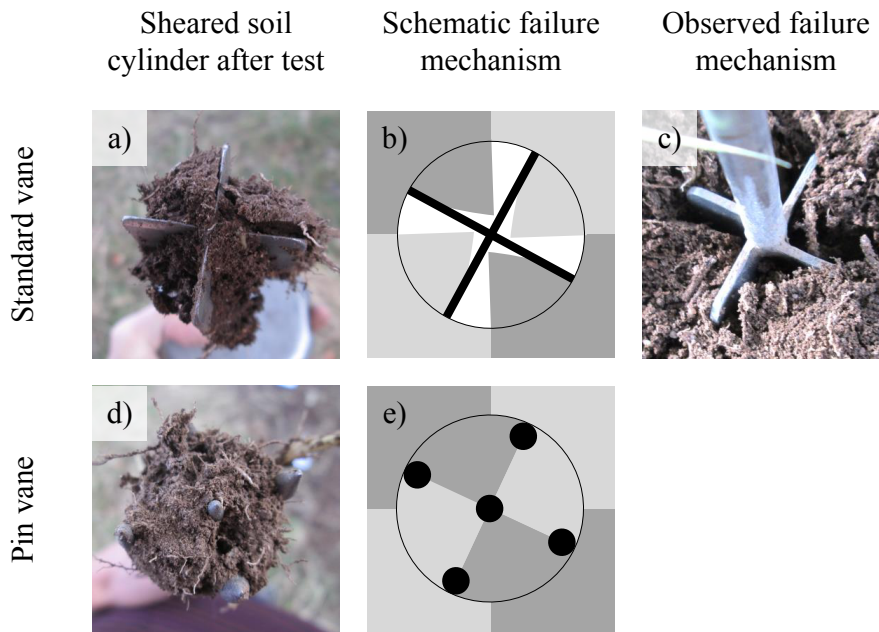 Sheared soil
cylinder after test
Schematic failure
mechanism
Observed failure
mechanism
Standard vane
a)
b)
c)
Pin vane
d)
e)